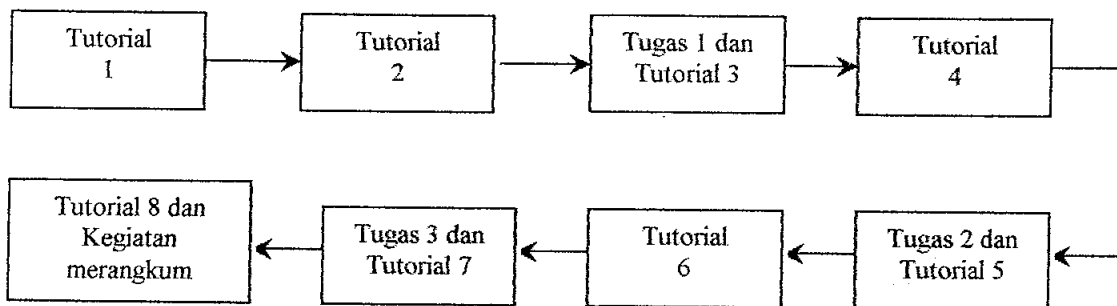 Tutorial
1
Tutorial
2
Tugas 1 dan
Tutorial 3
Tutorial
4
Tugas 2 dan
Tutorial 5
Tutorial
6
Tugas 3 dan
Tutorial 7
Tutorial 8 dan
Kegiatan
merangkum